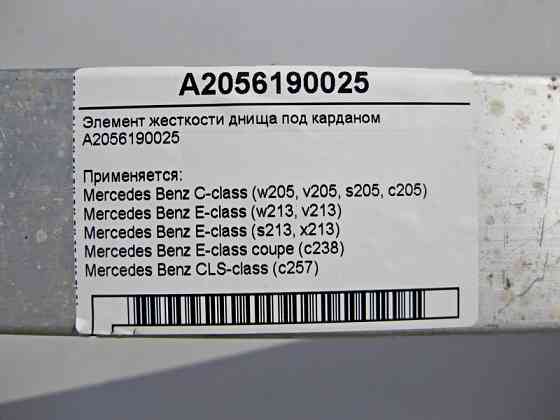 A2056190025
Элемент жесткости днища под карданом
A2056190025
Применяется:
Mercedes Benz C-class (w205, v205, s205, c205)
Mercedes Benz E-class (w213, v213)
Mercedes Benz E-class (s213, x213)
Mercedes Benz E-class coupe (c238)
Mercedes Benz CLS-class (c257)